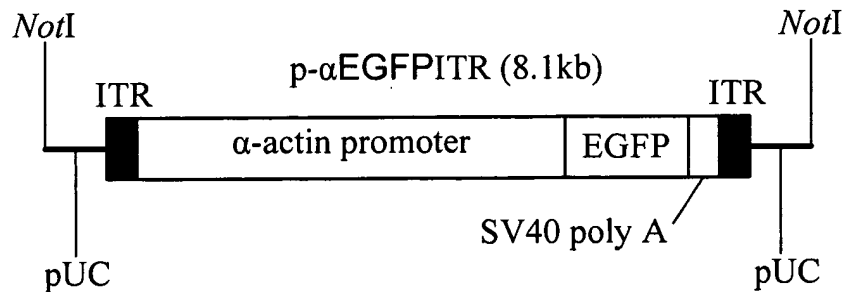 NotI
NotI
p-αEGFPITR (8.1kb)
ITR
ITR
α-actin promoter
EGFP
SV40 poly A
pUC
pUC